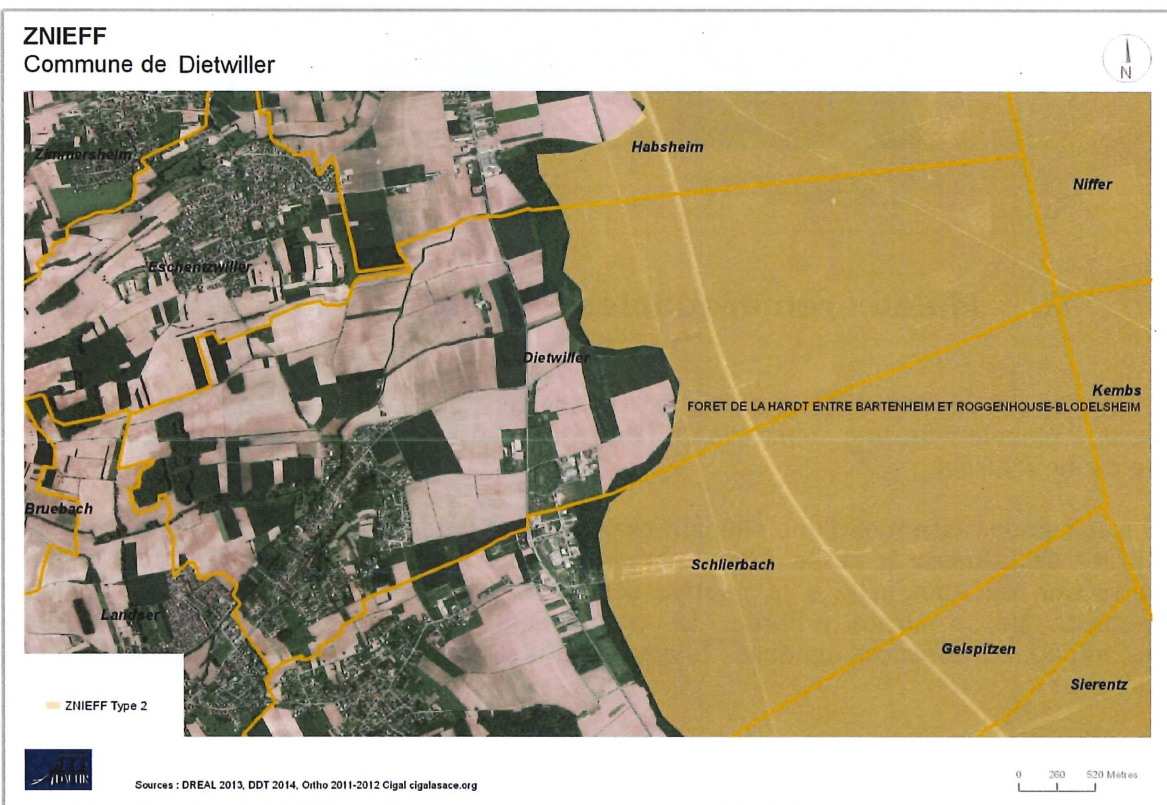 ZNIEFF
Commune de Dietwiller
N
Zimmersheim
Habsheim
Niffer
Eschentzwiller
Dietwiller
Kembs
FORET DE LA HARDT ENTRE BARTENHEIM ET ROGGENHOUSE-BLODELSHEIM
Bruebach
Schlierbach
Landser
Geispitzen
Sierentz
ZNIEFF Type 2
Sources : DREAL 2013, DDT 2014, Ortho 2011-2012 Cigal cigalsace.org
0 260 520 Mètres